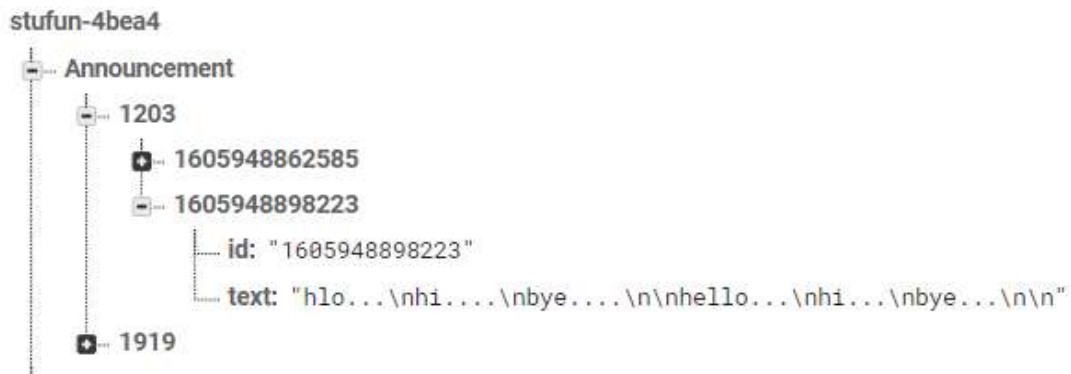 stufun-4bea4
Announcement
1203
1605948862585
1605948898223
id: "1605948898223"
text: "hlo...\nhi....\nbye....\n\nhello...\nhi...\nbye...\n\n"
1919